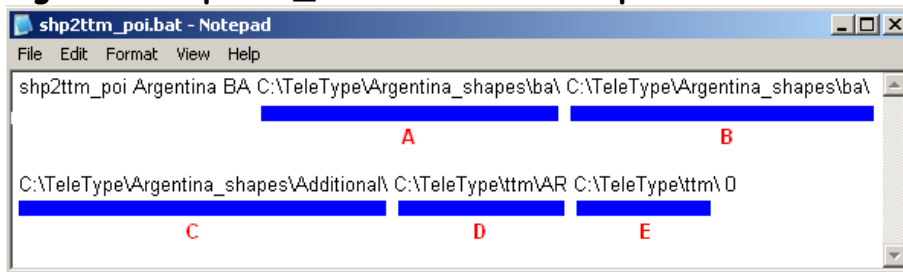 shp2ttm_poi.bat - Notepad
File Edit Format View Help
shp2ttm_poi Argentina BA C:\TeleType\Argentina_shapes\ba\ C:\TeleType\Argentina_shapes\ba\
A B
C:\TeleType\Argentina_shapes\Additional\ C:\TeleType\ttm\AR C:\TeleType\ttm\ 0
C D E